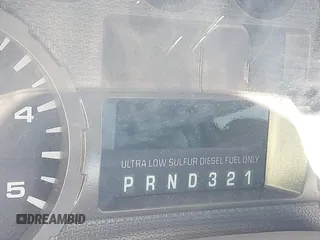 4
5
ULTRA LOW SULFUR DIESEL FUEL ONLY
P R N D 3 2 1
DREAMBID